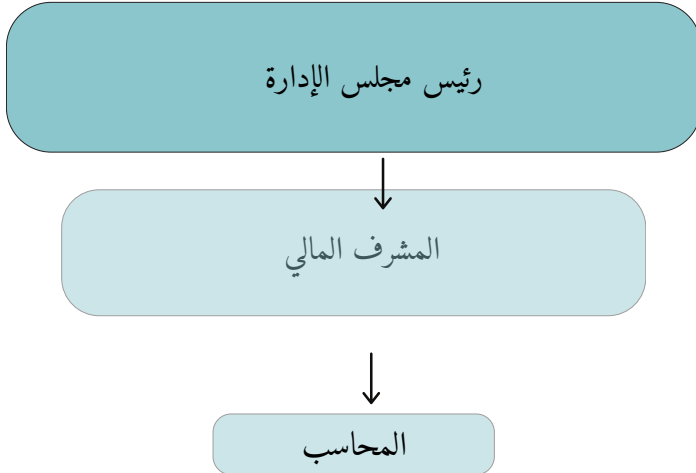 رئيس مجلس الإدارة
المشرف المالي
المحاسب